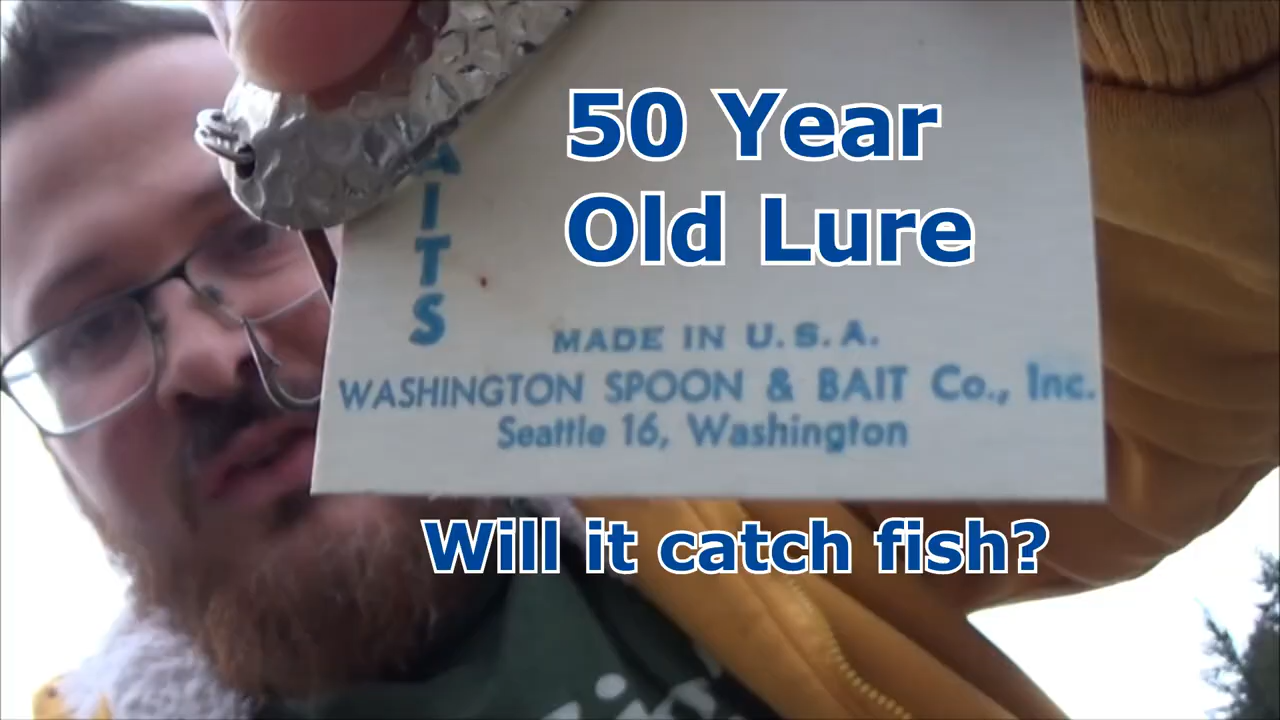 50 Year
Old Lure
AITS
MADE IN U.S.A.
WASHINGTON SPOON & BAIT Co., Inc.
Seattle 16, Washington
Will it catch fish?